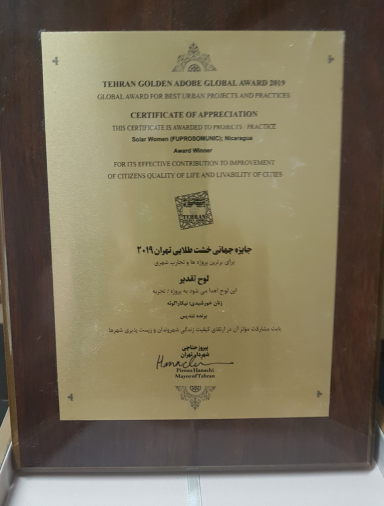 TEHRAN GOLDEN ADOBE GLOBAL AWARD 2019
GLOBAL AWARD FOR BEST URBAN PROJECTS AND PRACTICES
CERTIFICATE OF APPRECIATION
THIS CERTIFICATE IS AWARDED TO PROJECTS / PRACTICE
Solar Women (FUPROSOMUNIC); Nicaragua
Award Winner
FOR ITS EFFECTIVE CONTRIBUTION TO IMPROVEMENT
OF CITIZENS QUALITY OF LIFE AND LIVABILITY OF CITIES
TEHRAN
جایزه جهانی خشت طلایی تهران ۲۰۱۹
برای برترین پروژه ها و تجارب شهری
لوح تقدیر
این لوح اهدا می شود به پروژه / تجربه
زنان خورشیدی؛ نیکاراگوئه
برنده تندیس
بابت مشارکت مؤثر آن در ارتقای کیفیت زندگی شهروندان و زیست پذیری شهرها
پیروز حناچی
شهردار تهران
Pirouz Hanachi
Mayor of Tehran